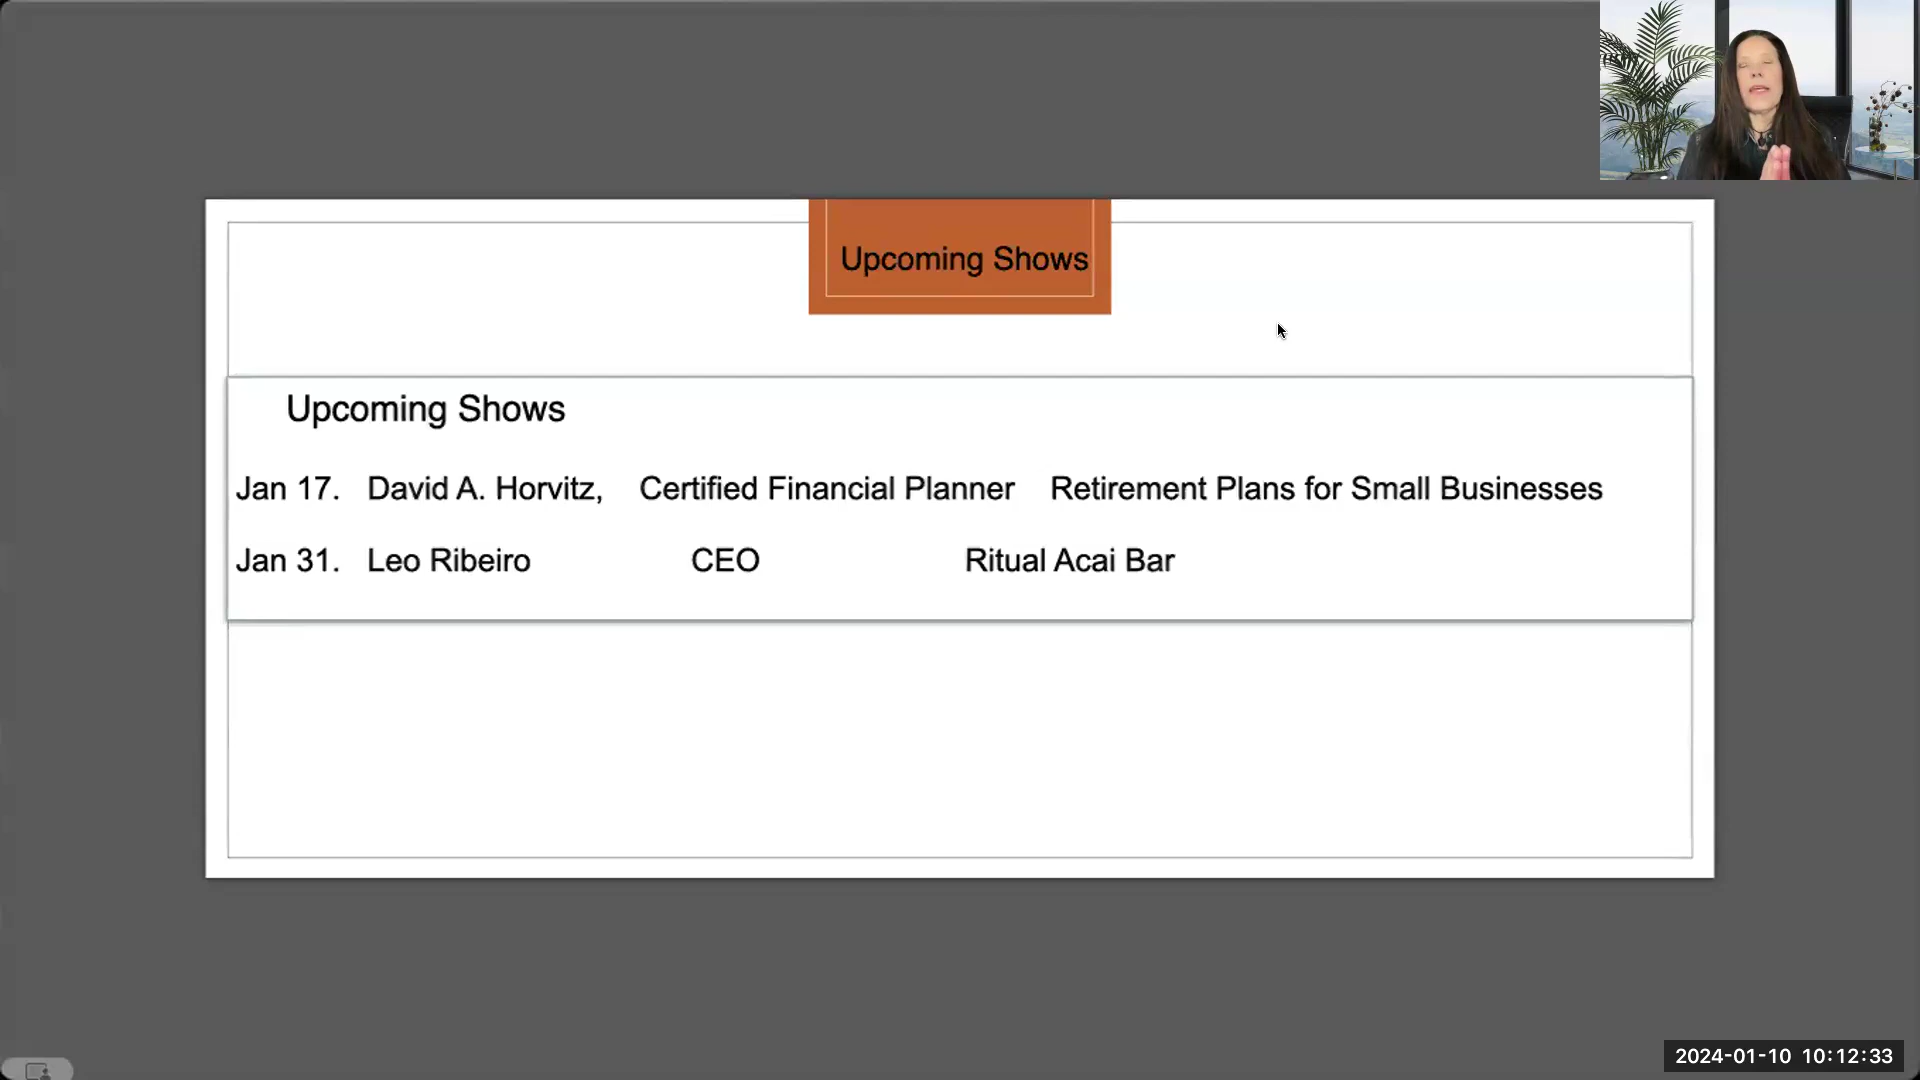 Upcoming Shows
Upcoming Shows
Jan 17. David A. Horvitz, Certified Financial Planner Retirement Plans for Small Businesses
Jan 31. Leo Ribeiro CEO Ritual Acai Bar
2024-01-10 10:12:33